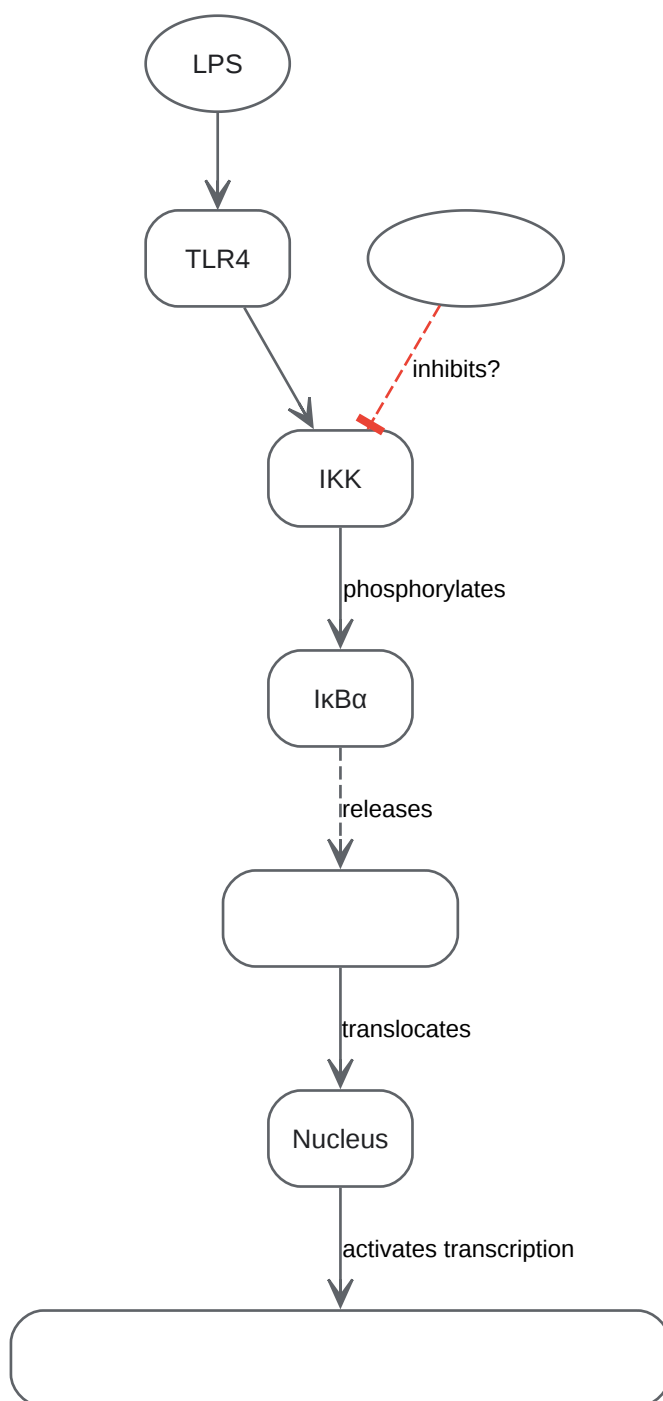 LPS
TLR4
inhibits?
IKK
phosphorylates
IκBα
releases
translocates
Nucleus
activates transcription